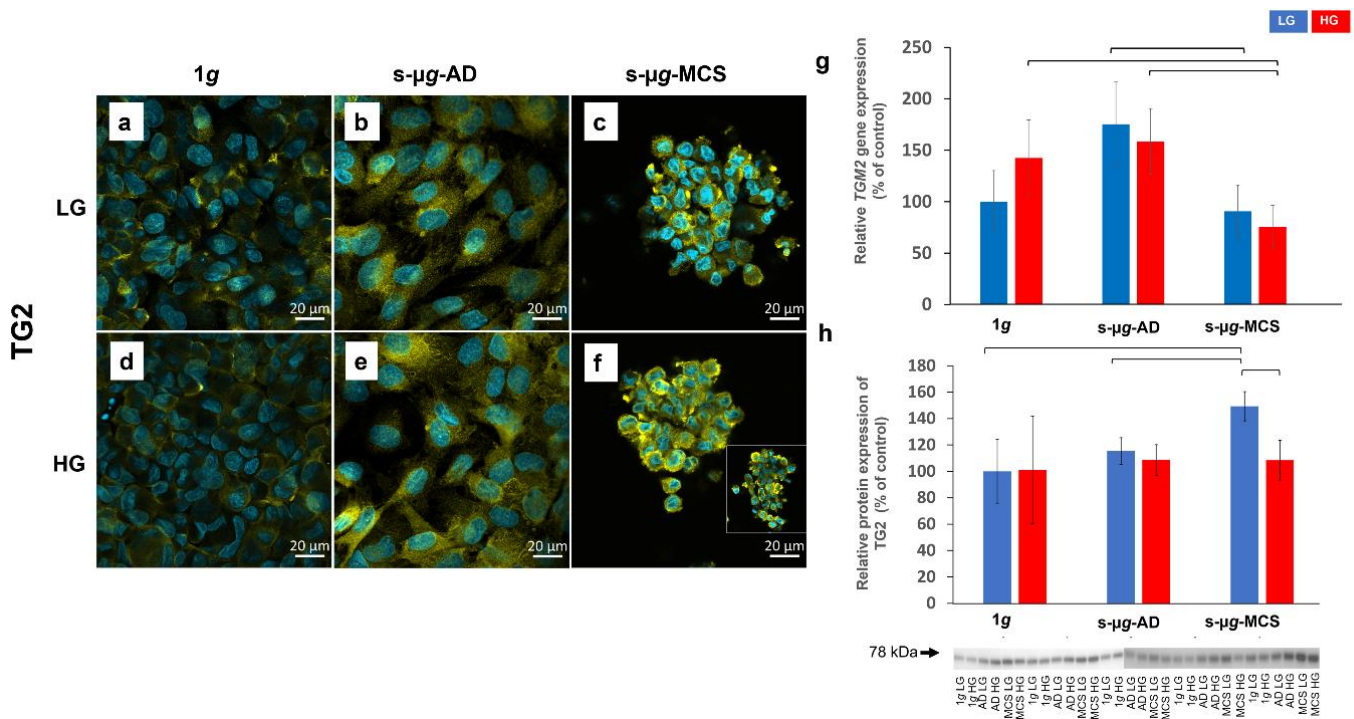 1g
s-µg-AD
s-µg-MCS
TG2
LG
HG
a
b
c
d
e
f
20 µm
20 µm
20 µm
20 µm
20 µm
20 µm
LG HG
g
Relative TGM2 gene expression
(% of control)
250
200
150
100
50
0
1g s-µg-AD s-µg-MCS
h
Relative protein expression of
TG2 (% of control)
180
160
140
120
100
80
60
40
20
0
1g s-µg-AD s-µg-MCS
78 kDa
1g LG
1g HG
AD LG
AD HG
MCS LG
MCS HG
1g LG
1g HG
AD LG
AD HG
MCS LG
MCS HG
1g LG
1g HG
AD LG
AD HG
MCS LG
MCS HG
1g LG
1g HG
AD LG
AD HG
MCS LG
MCS HG
1g LG
1g HG
AD LG
AD HG
MCS LG
MCS HG